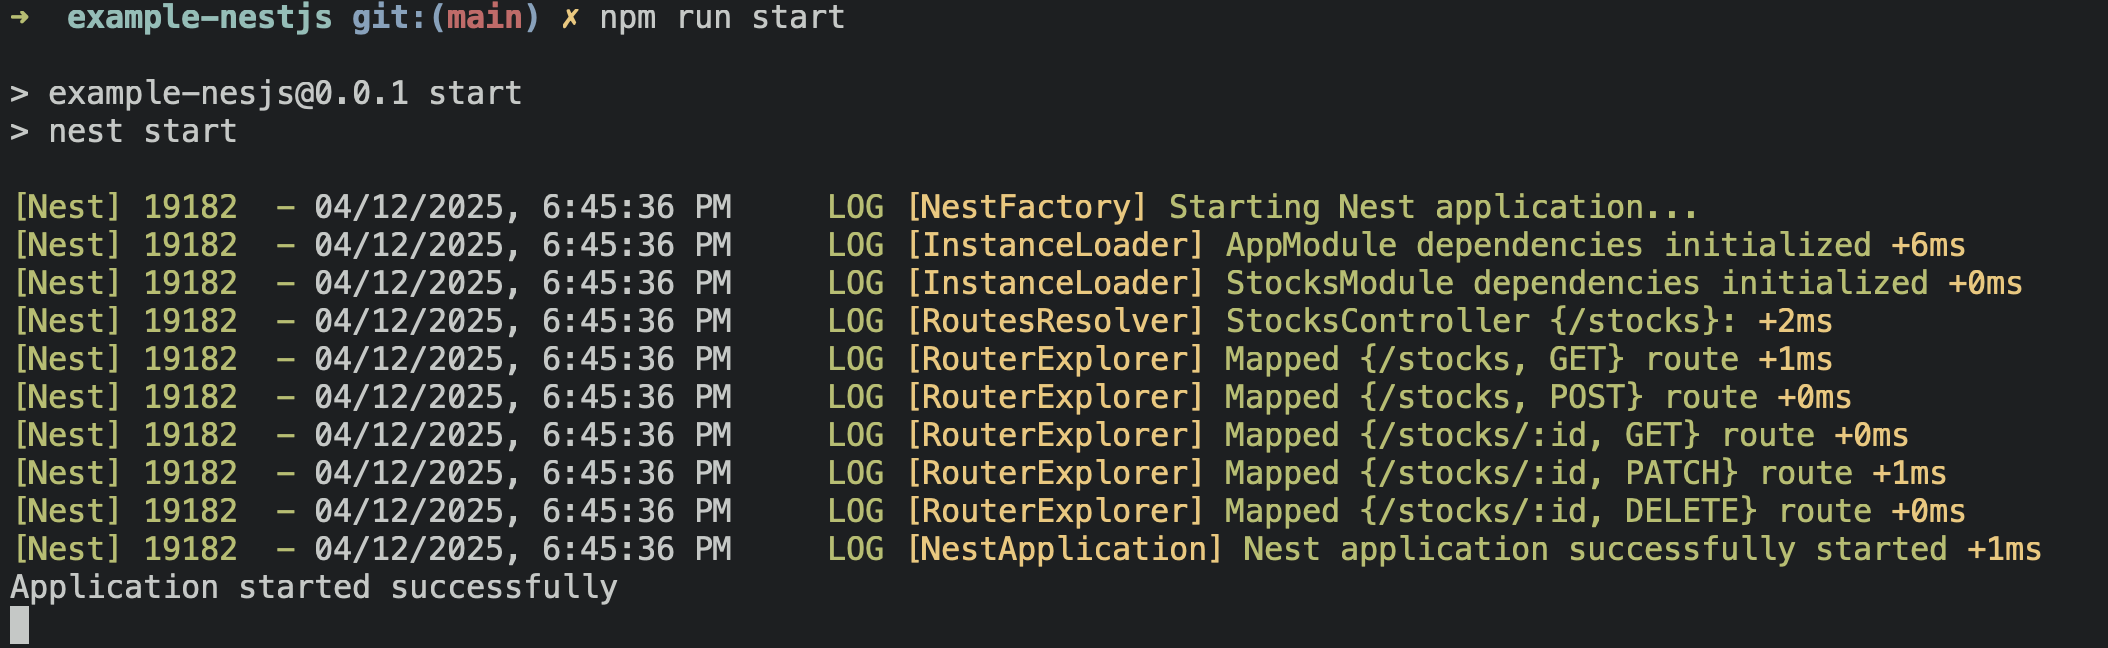 ➜  example-nestjs git:(main) ✗ npm run start
> example-nesjs@0.0.1 start
> nest start
[Nest] 19182  - 04/12/2025, 6:45:36 PM     LOG [NestFactory] Starting Nest application...
[Nest] 19182  - 04/12/2025, 6:45:36 PM     LOG [InstanceLoader] AppModule dependencies initialized +6ms
[Nest] 19182  - 04/12/2025, 6:45:36 PM     LOG [InstanceLoader] StocksModule dependencies initialized +0ms
[Nest] 19182  - 04/12/2025, 6:45:36 PM     LOG [RoutesResolver] StocksController {/stocks}: +2ms
[Nest] 19182  - 04/12/2025, 6:45:36 PM     LOG [RouterExplorer] Mapped {/stocks, GET} route +1ms
[Nest] 19182  - 04/12/2025, 6:45:36 PM     LOG [RouterExplorer] Mapped {/stocks, POST} route +0ms
[Nest] 19182  - 04/12/2025, 6:45:36 PM     LOG [RouterExplorer] Mapped {/stocks/:id, GET} route +0ms
[Nest] 19182  - 04/12/2025, 6:45:36 PM     LOG [RouterExplorer] Mapped {/stocks/:id, PATCH} route +1ms
[Nest] 19182  - 04/12/2025, 6:45:36 PM     LOG [RouterExplorer] Mapped {/stocks/:id, DELETE} route +0ms
[Nest] 19182  - 04/12/2025, 6:45:36 PM     LOG [NestApplication] Nest application successfully started +1ms
Application started successfully